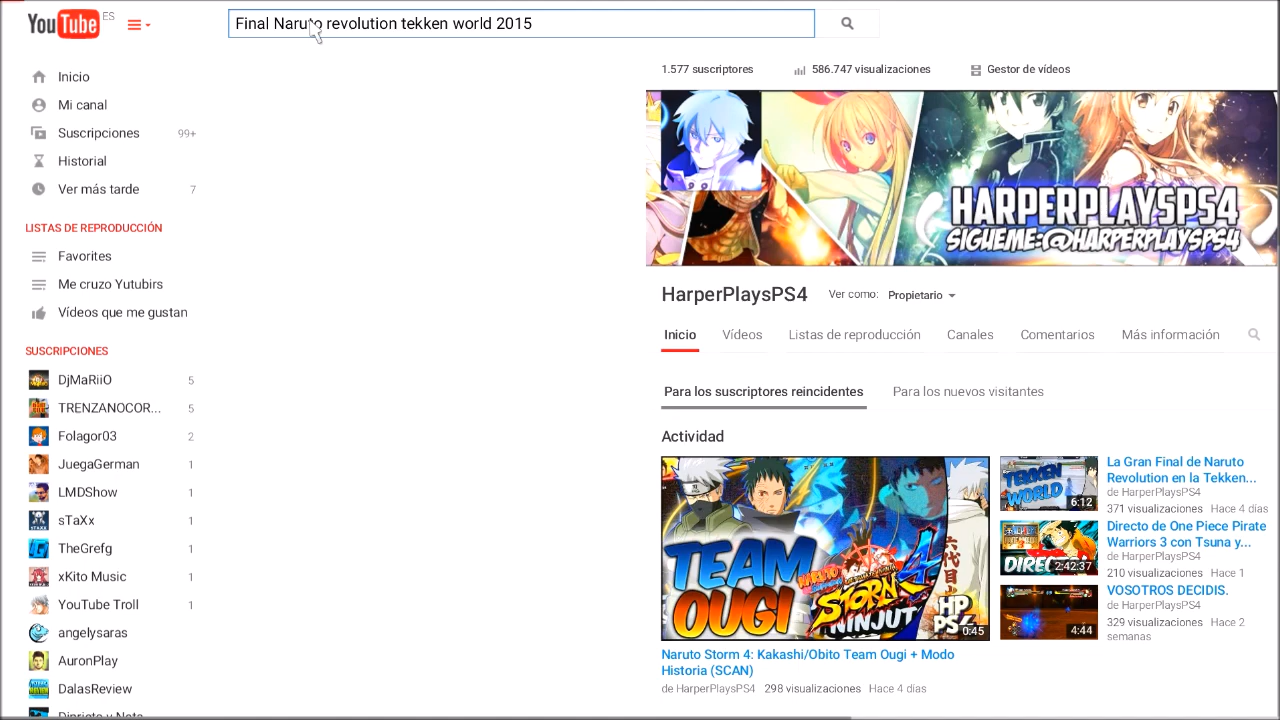 YouTube ES
Final Naruto revolution tekken world 2015
Inicio
Mi canal
Suscripciones 99+
Historial
Ver más tarde 7
LISTAS DE REPRODUCCIÓN
Favorites
Me cruzo Yutubirs
Vídeos que me gustan
SUSCRIPCIONES
DjMaRiiO 5
TRENZANOCOR... 5
Folagor03 2
JuegaGerman 1
LMDShow 1
sTaXx 1
TheGrefg 1
xKito Music 1
YouTube Troll 1
angelysaras
AuronPlay
DalasReview
1.577 suscriptores 586.747 visualizaciones Gestor de vídeos
HARPERPLAYSPS4
SIGUEME:@HARPERPLAYSPS4
HarperPlaysPS4 Ver como: Propietario
Inicio Vídeos Listas de reproducción Canales Comentarios Más información
Para los suscriptores reincidentes Para los nuevos visitantes
Actividad
TEAM
OUGI
NARUTO
STORM 4
NINJUT
HP
PS4
0:45
Naruto Storm 4: Kakashi/Obito Team Ougi + Modo
Historia (SCAN)
de HarperPlaysPS4 298 visualizaciones Hace 4 días
TEKKEN
WORLD
6:12
La Gran Final de Naruto
Revolution en la Tekken...
de HarperPlaysPS4
371 visualizaciones Hace 4 días
2:42:37
Directo de One Piece Pirate
Warriors 3 con Tsuna y...
de HarperPlaysPS4
210 visualizaciones Hace 1
4:44
VOSOTROS DECIDIS.
de HarperPlaysPS4
329 visualizaciones Hace 2
semanas